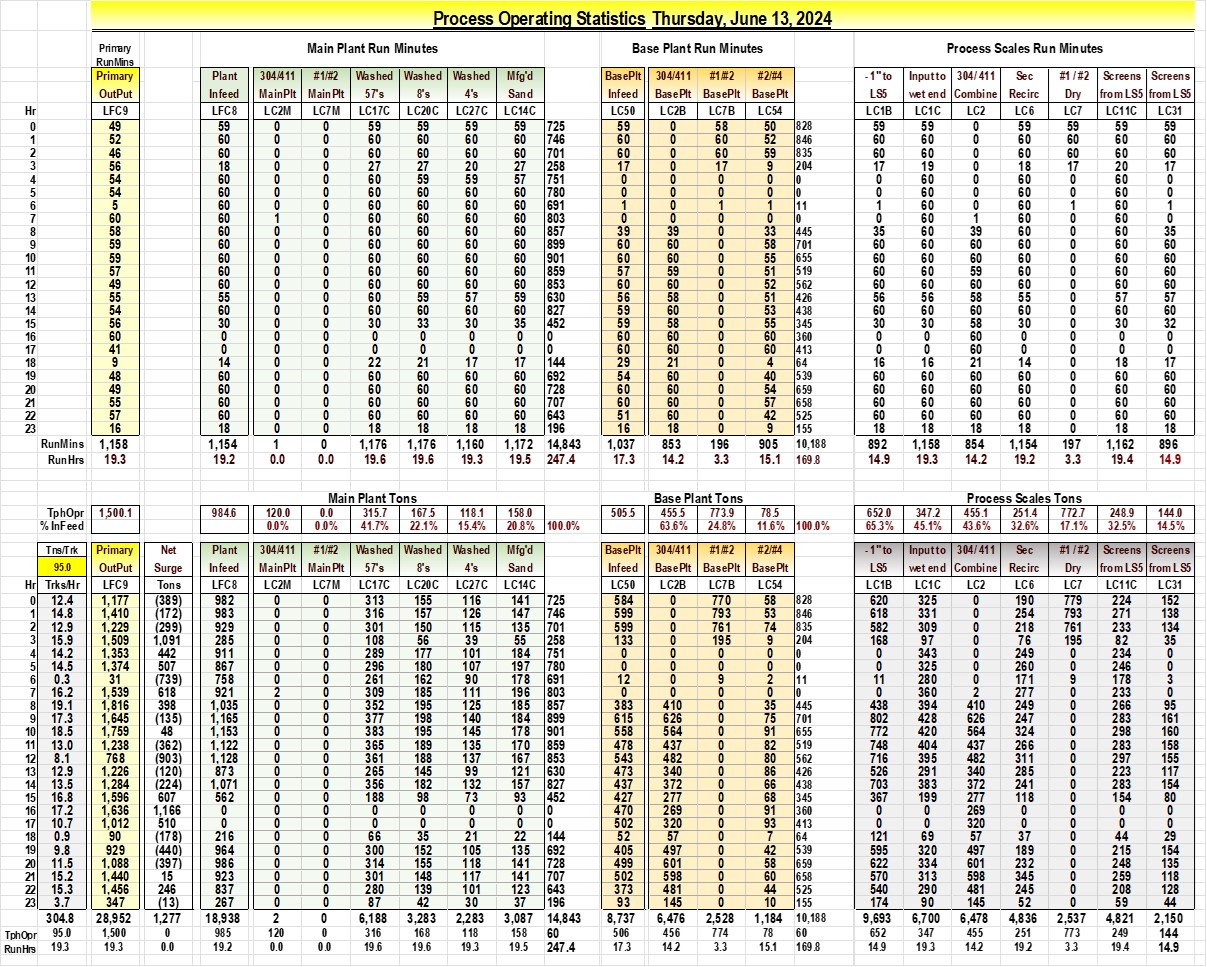 Process Operating Statistics Thursday, June 13, 2024
Primary Main Plant Run Minutes Base Plant Run Minutes Process Scales Run Minutes
RunMins
Primary Plant 304/411 #1/#2 Washed Washed Washed Mfg'd BasePlt 304/411 #1/#2 #2/#4 - 1" to Input to 304/ 411 Sec #1 / #2 Screens Screens
OutPut Infeed MainPlt MainPlt 57's 8's 4's Sand Infeed BasePlt BasePlt BasePlt LS5 wet end Combine Recirc Dry from LS5 from LS5
Hr LFC9 LFC8 LC2M LC7M LC17C LC20C LC27C LC14C LC50 LC2B LC7B LC54 LC1B LC1C LC2 LC6 LC7 LC11C LC31
0 49 59 0 0 59 59 59 59 725 59 0 58 50 828 59 59 0 59 59 59 59
1 52 60 0 0 60 60 60 60 746 60 0 60 52 846 60 60 0 60 60 60 60
2 46 60 0 0 60 60 60 60 701 60 0 60 59 835 60 60 0 60 60 60 60
3 56 18 0 0 27 27 20 27 258 17 0 17 9 204 17 19 0 18 17 20 17
4 54 60 0 0 60 59 59 57 751 0 0 0 0 0 0 60 0 60 0 60 0
5 54 60 0 0 60 60 60 60 780 0 0 0 0 0 0 60 0 60 0 60 0
6 5 60 0 0 60 60 60 60 691 1 0 1 1 11 1 60 0 60 1 60 1
7 60 60 1 0 60 60 60 60 803 0 0 0 0 0 0 60 1 60 0 60 0
8 58 60 0 0 60 60 60 60 857 39 39 0 33 445 35 60 39 60 0 60 35
9 59 60 0 0 60 60 60 60 899 60 60 0 58 701 60 60 60 60 0 60 60
10 59 60 0 0 60 60 60 60 901 60 60 0 55 655 60 60 60 60 0 60 60
11 57 60 0 0 60 60 60 60 859 57 59 0 51 519 60 60 59 60 0 60 60
12 49 60 0 0 60 60 60 60 853 60 60 0 52 562 60 60 60 60 0 60 60
13 55 55 0 0 60 59 57 59 630 56 58 0 51 426 56 56 58 55 0 57 57
14 54 60 0 0 60 60 60 60 827 59 60 0 53 438 60 60 60 60 0 60 60
15 56 30 0 0 30 33 30 35 452 59 58 0 55 345 30 30 58 30 0 30 32
16 60 0 0 0 0 0 0 0 0 60 60 0 60 360 0 0 60 0 0 0 0
17 41 0 0 0 0 0 0 0 0 60 60 0 60 413 0 0 60 0 0 0 0
18 9 14 0 0 22 21 17 17 144 29 21 0 4 64 16 16 21 14 0 18 17
19 48 60 0 0 60 60 60 60 692 54 60 0 40 539 60 60 60 60 0 60 60
20 49 60 0 0 60 60 60 60 728 60 60 0 54 659 60 60 60 60 0 60 60
21 55 60 0 0 60 60 60 60 707 60 60 0 57 658 60 60 60 60 0 60 60
22 57 60 0 0 60 60 60 60 643 51 60 0 42 525 60 60 60 60 0 60 60
23 16 18 0 0 18 18 18 18 196 16 18 0 9 155 18 18 18 18 0 18 18
RunMins 1,158 1,154 1 0 1,176 1,176 1,160 1,172 14,843 1,037 853 196 905 10,188 892 1,158 854 1,154 197 1,162 896
RunHrs 19.3 19.2 0.0 0.0 19.6 19.6 19.3 19.5 247.4 17.3 14.2 3.3 15.1 169.8 14.9 19.3 14.2 19.2 3.3 19.4 14.9
Main Plant Tons Base Plant Tons Process Scales Tons
TphOpr 1,500.1 984.6 120.0 0.0 315.7 167.5 118.1 158.0 505.5 455.5 773.9 78.5 652.0 347.2 455.1 251.4 772.7 248.9 144.0
% InFeed 0.0% 0.0% 41.7% 22.1% 15.4% 20.8% 100.0% 63.6% 24.8% 11.6% 100.0% 65.3% 45.1% 43.6% 32.6% 17.1% 32.5% 14.5%
Tns/Trk Primary Net Plant 304/411 #1/#2 Washed Washed Washed Mfg'd BasePlt 304/411 #1/#2 #2/#4 - 1" to Input to 304/ 411 Sec #1 / #2 Screens Screens
95.0 OutPut Surge Infeed MainPlt MainPlt 57's 8's 4's Sand Infeed BasePlt BasePlt BasePlt LS5 wet end Combine Recirc Dry from LS5 from LS5
Hr Trks/Hr LFC9 Tons LFC8 LC2M LC7M LC17C LC20C LC27C LC14C LC50 LC2B LC7B LC54 LC1B LC1C LC2 LC6 LC7 LC11C LC31
0 12.4 1,177 (389) 982 0 0 313 155 116 141 725 584 0 770 58 828 620 325 0 190 779 224 152
1 14.8 1,410 (172) 983 0 0 316 157 126 147 746 599 0 793 53 846 618 331 0 254 793 271 138
2 12.9 1,229 (299) 929 0 0 301 150 115 135 701 599 0 761 74 835 582 309 0 218 761 233 134
3 15.9 1,509 1,091 285 0 0 108 56 39 55 258 133 0 195 9 204 168 97 0 76 195 82 35
4 14.2 1,353 442 911 0 0 289 177 101 184 751 0 0 0 0 0 0 343 0 249 0 234 0
5 14.5 1,374 507 867 0 0 296 180 107 197 780 0 0 0 0 0 0 325 0 260 0 246 0
6 0.3 31 (739) 758 0 0 261 162 90 178 691 12 0 9 2 11 11 280 0 171 9 178 3
7 16.2 1,539 618 921 2 0 309 185 111 196 803 0 0 0 0 0 0 360 2 277 0 233 0
8 19.1 1,816 398 1,035 0 0 352 195 125 185 857 383 410 0 35 445 438 394 410 249 0 266 95
9 17.3 1,645 (135) 1,165 0 0 377 198 140 184 899 615 626 0 75 701 802 428 626 247 0 283 161
10 18.5 1,759 48 1,153 0 0 383 195 145 178 901 558 564 0 91 655 772 420 564 324 0 298 160
11 13.0 1,238 (362) 1,122 0 0 365 189 135 170 859 478 437 0 82 519 748 404 437 266 0 283 158
12 8.1 768 (903) 1,128 0 0 361 188 137 167 853 543 482 0 80 562 716 395 482 311 0 297 155
13 12.9 1,226 (120) 873 0 0 265 145 99 121 630 473 340 0 86 426 526 291 340 285 0 223 117
14 13.5 1,284 (224) 1,071 0 0 356 182 132 157 827 437 372 0 66 438 703 383 372 241 0 283 154
15 16.8 1,596 607 562 0 0 188 98 73 93 452 427 277 0 68 345 367 199 277 118 0 154 80
16 17.2 1,636 1,166 0 0 0 0 0 0 0 0 470 269 0 91 360 0 0 269 0 0 0 0
17 10.7 1,012 510 0 0 0 0 0 0 0 0 502 320 0 93 413 0 0 320 0 0 0 0
18 0.9 90 (178) 216 0 0 66 35 21 22 144 52 57 0 7 64 121 69 57 37 0 44 29
19 9.8 929 (440) 964 0 0 300 152 105 135 692 405 497 0 42 539 595 320 497 189 0 215 154
20 11.5 1,088 (397) 986 0 0 314 155 118 141 728 499 601 0 58 659 622 334 601 232 0 248 135
21 15.2 1,440 15 923 0 0 301 148 117 141 707 502 598 0 60 658 570 313 598 345 0 259 118
22 15.3 1,456 246 837 0 0 280 139 101 123 643 373 481 0 44 525 540 290 481 245 0 208 128
23 3.7 347 (13) 267 0 0 87 42 30 37 196 93 145 0 10 155 174 90 145 52 0 59 44
304.8 28,952 1,277 18,938 2 0 6,188 3,283 2,283 3,087 14,843 8,737 6,476 2,528 1,184 10,188 9,693 6,700 6,478 4,836 2,537 4,821 2,150
TphOpr 95.0 1,500 0 985 120 0 316 168 118 158 60 506 456 774 78 60 652 347 455 251 773 249 144
RunHrs 19.3 19.3 0.0 19.2 0.0 0.0 19.6 19.6 19.3 19.5 247.4 17.3 14.2 3.3 15.1 169.8 14.9 19.3 14.2 19.2 3.3 19.4 14.9